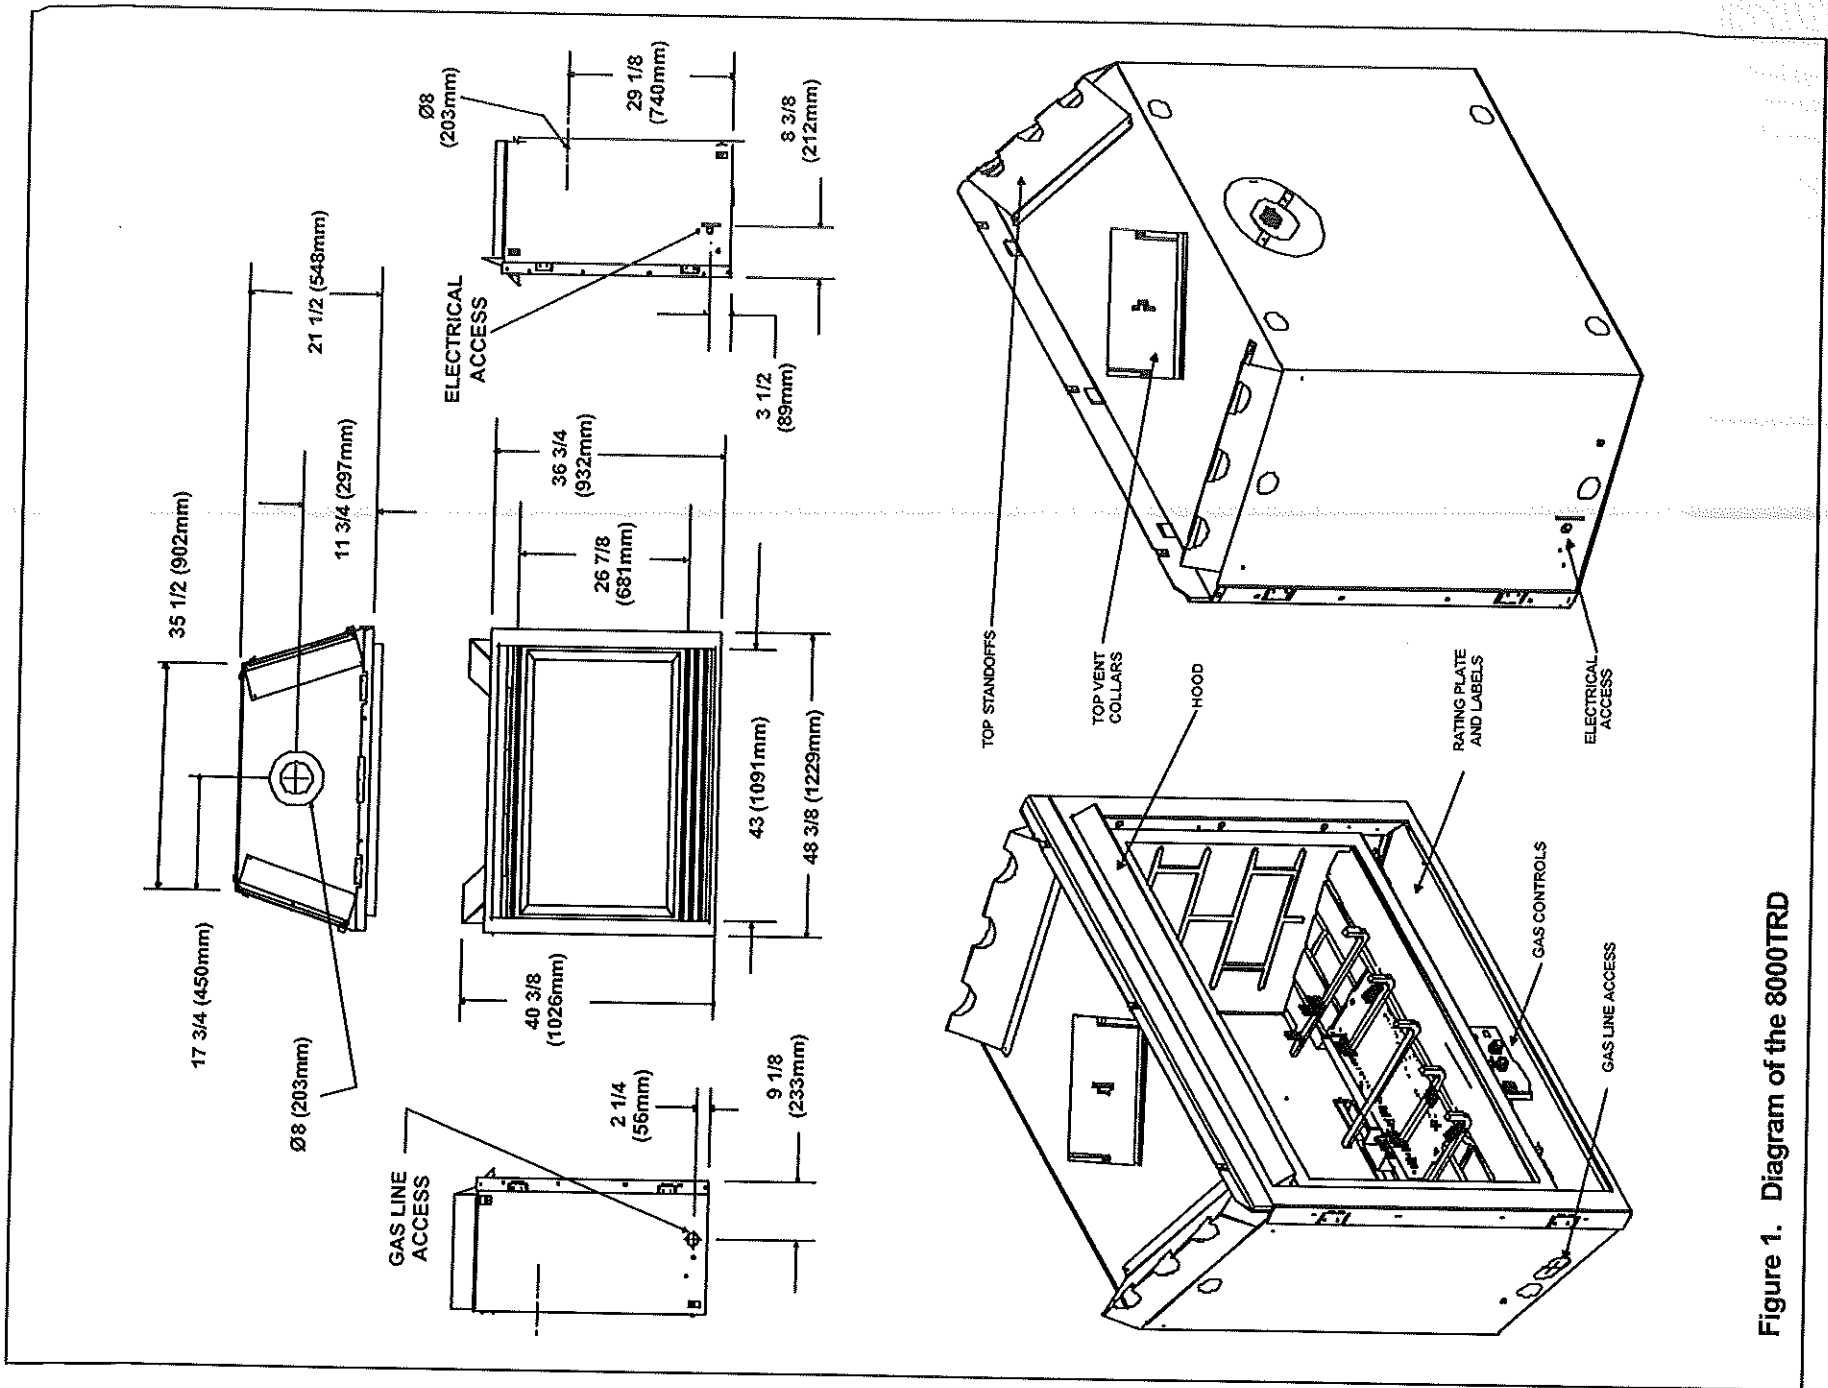 35 1/2 (902mm)
17 3/4 (450mm)
Ø8 (203mm)
21 1/2 (548mm)
11 3/4 (297mm)
GAS LINE
ACCESS
Ø8
(203mm)
ELECTRICAL
ACCESS
40 3/8
(1026mm)
36 3/4
(932mm)
26 7/8
(681mm)
2 1/4
(56mm)
29 1/8
(740mm)
43 (1091mm)
3 1/2
(89mm)
9 1/8
(233mm)
8 3/8
(212mm)
48 3/8 (1229mm)
TOP STANDOFFS
TOP VENT
COLLARS
HOOD
RATING PLATE
AND LABELS
GAS CONTROLS
ELECTRICAL
ACCESS
GAS LINE ACCESS
Figure 1. Diagram of the 8000TRD